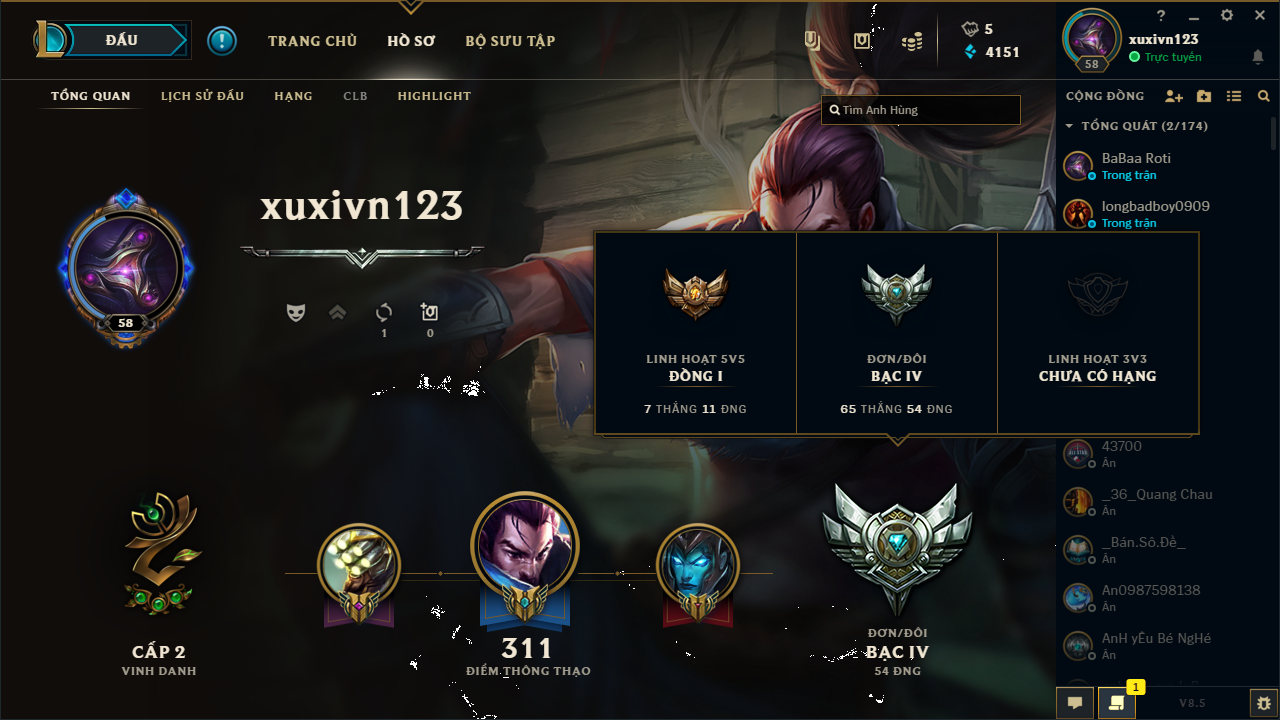 ĐẤU
TRANG CHỦ
HỒ SƠ
BỘ SƯU TẬP
5
4151
?
xuxivn123
Trực tuyến
58
TỔNG QUAN
LỊCH SỬ ĐẤU
HẠNG
CLB
HIGHLIGHT
Tìm Anh Hùng
CỘNG ĐỒNG
TỔNG QUÁT (2/174)
BaBaa Roti
Trong trận
longbadboy0909
Trong trận
xuxivn123
58
1
0
LINH HOẠT 5V5
ĐỒNG I
7 THẮNG 11 ĐNG
ĐƠN/ĐÔI
BẠC IV
65 THẮNG 54 ĐNG
LINH HOẠT 3V3
CHƯA CÓ HẠNG
43700
Ẩn
_36_Quang Chau
Ẩn
_Bán.Sô.Đề_
Ẩn
An0987598138
Ẩn
AnH yÊu Bé NgHé
Ẩn
CẤP 2
VINH DANH
311
ĐIỂM THÔNG THẠO
ĐƠN/ĐÔI
BẠC IV
54 ĐNG
1
V8.5